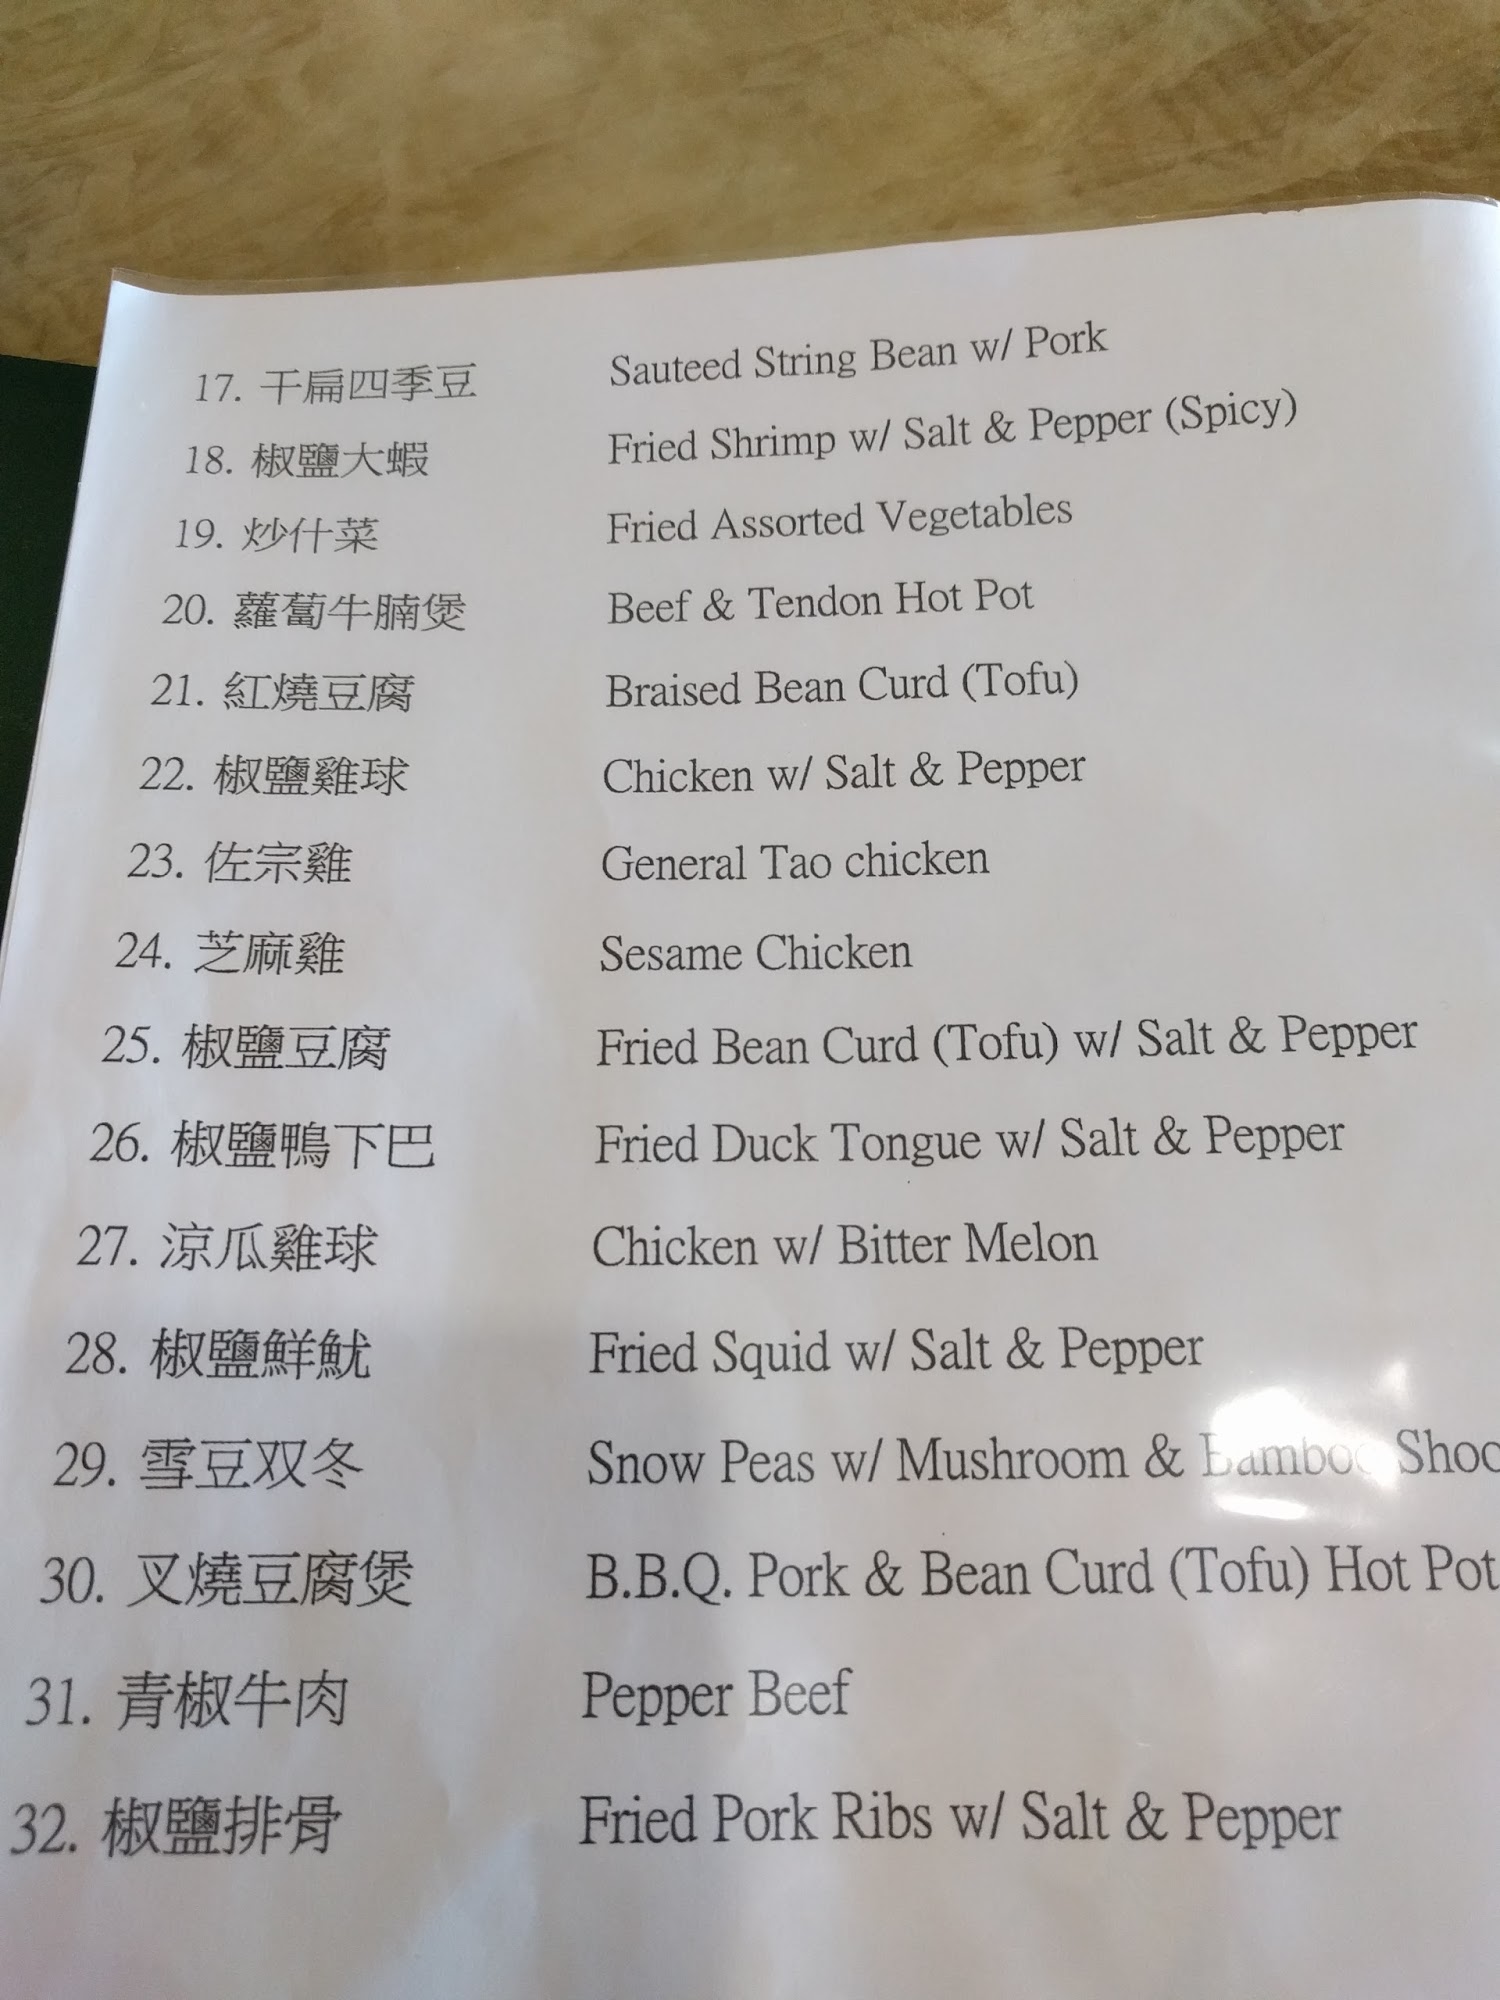 17. 干扁四季豆 Sauteed String Bean w/ Pork
18. 椒鹽大蝦 Fried Shrimp w/ Salt & Pepper (Spicy)
19. 炒什菜 Fried Assorted Vegetables
20. 蘿蔔牛腩煲 Beef & Tendon Hot Pot
21. 紅燒豆腐 Braised Bean Curd (Tofu)
22. 椒鹽雞球 Chicken w/ Salt & Pepper
23. 佐宗雞 General Tao chicken
24. 芝麻雞 Sesame Chicken
25. 椒鹽豆腐 Fried Bean Curd (Tofu) w/ Salt & Pepper
26. 椒鹽鴨下巴 Fried Duck Tongue w/ Salt & Pepper
27. 涼瓜雞球 Chicken w/ Bitter Melon
28. 椒鹽鮮魷 Fried Squid w/ Salt & Pepper
29. 雪豆双冬 Snow Peas w/ Mushroom & Bamboo Shoo
30. 叉燒豆腐煲 B.B.Q. Pork & Bean Curd (Tofu) Hot Pot
31. 青椒牛肉 Pepper Beef
32. 椒鹽排骨 Fried Pork Ribs w/ Salt & Pepper